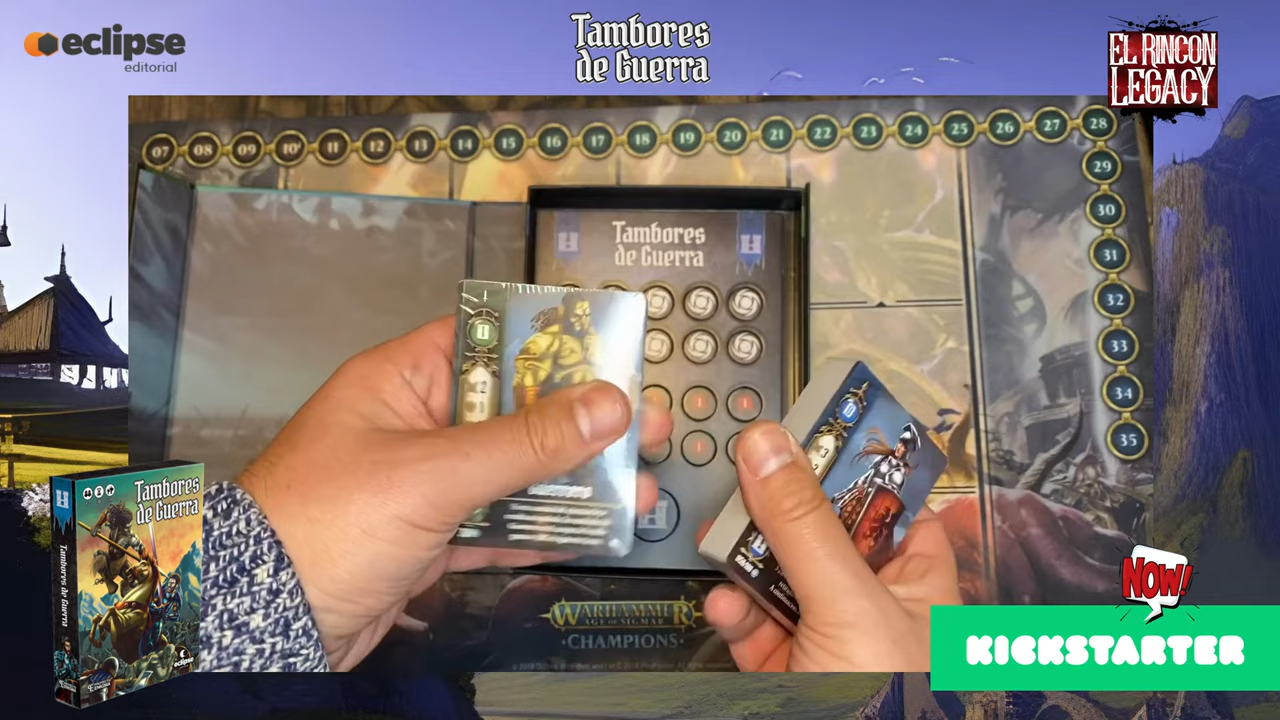 eclipse
editorial
Tambores
de Guerra
EL RINCON
LEGACY
07 08 09 10 11 12 13 14 15 16 17 18 19 20 21 22 23 24 25 26 27 28
29
30
31
32
33
34
35
Tambores
de Guerra
WARHAMMER
AGE OF SIGMAR
·CHAMPIONS·
Tambores
de Guerra
Tambores de Guerra
eclipse
NOW!
KICKSTARTER